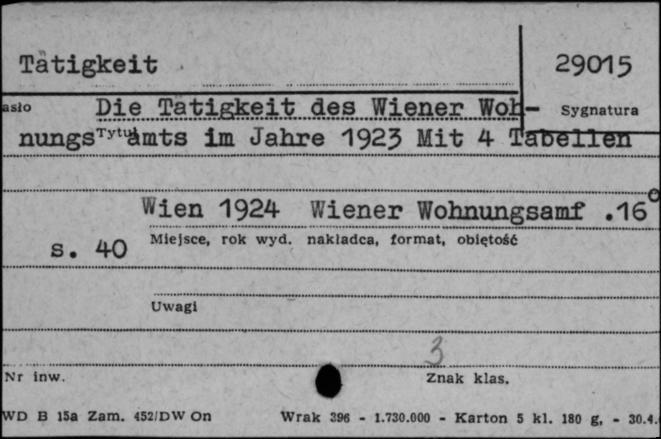 Tätigkeit
29015
asło
Die Tätigkeit des Wiener Woh-
Sygnatura
nungs Tytuł ämts im Jahre 1923 Mit 4 Tabellen
Wien 1924 Wiener Wohnungsamf .16°
s. 40
Miejsce, rok wyd. nakładca, format, objętość
Uwagi
3
Nr inw.
Znak klas.
WD B 15a Zam. 452/DW On
Wrak 396 - 1.730.000 - Karton 5 kl. 180 g, - 30.4.